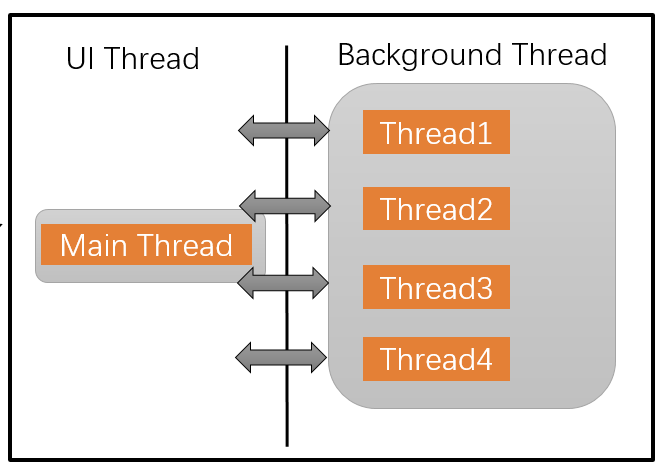 UI Thread
Background Thread
Thread1
Thread2
Main Thread
Thread3
Thread4